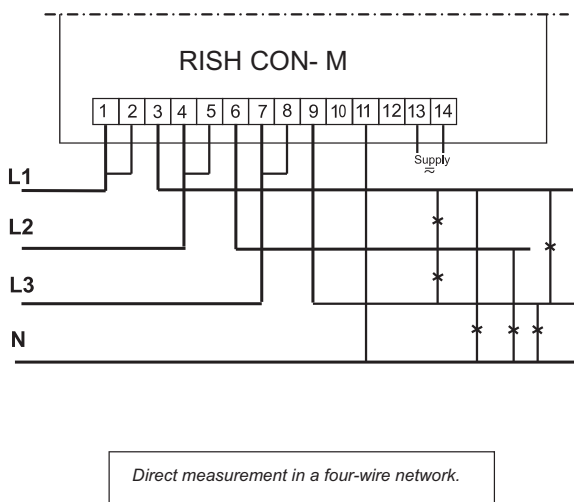 RISH CON- M
1 2 3 4 5 6 7 8 9 10 11 12 13 14
Supply
≂
L1
L2
L3
N
Direct measurement in a four-wire network.